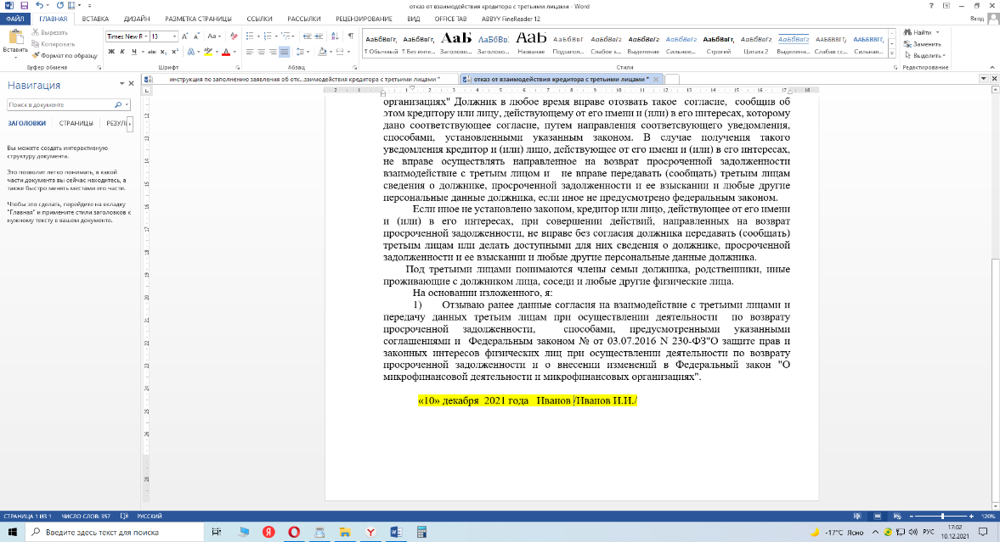 отказ от взаимодействия кредитора с третьими лицами - Word
Вход
ФАЙЛ ГЛАВНАЯ ВСТАВКА ДИЗАЙН РАЗМЕТКА СТРАНИЦЫ ССЫЛКИ РАССЫЛКИ РЕЦЕНЗИРОВАНИЕ ВИД OFFICE TAB ABBYY FineReader 12
Вставить
Вырезать
Копировать
Формат по образцу
Буфер обмена
Times New R 13
Ж К Ч abc x₂ x²
Шрифт
Абзац
АаБбВвГг, АаБбВвГг, АаБбВ АаБбВв АаБбВ АаБбВвГ АаБбВвГг АаБбВвГг АаБбВвГг АаБбВвГг, АаБбВвГг АаБбВвГг АаБбВвГг, АаБбВвГг,
¶ Обычный ¶ Без инте... Заголово... Заголово... Название Подзагол... Слабое в... Выделение Сильное... Строгий Цитата 2 Выделенн... Слабая сс... Сильная...
Стили
Найти
Заменить
Выделить
Редактирование
Навигация
Поиск в документе
ЗАГОЛОВКИ СТРАНИЦЫ РЕЗУЛЬ
Вы можете создать интерактивную
структуру документа.
Это позволит легко понимать, в какой
части документа вы сейчас находитесь, а
также быстро менять местами его части.
Чтобы это сделать, перейдите на вкладку
"Главная" и примените стили заголовков к
нужному тексту в вашем документе.
инструкция по заполнению заявления об отк...заимодействия кредитора с третьими лицами *
отказ от взаимодействия кредитора с третьими лицами *
организациях" Должник в любое время вправе отозвать такое согласие, сообщив об
этом кредитору или лицу, действующему от его имени и (или) в его интересах, которому
дано соответствующее согласие, путем направления соответсвующего уведомления,
способами, установленными указанным законом. В случае получения такого
уведомления кредитор и (или) лицо, действующее от его имени и (или) в его интересах,
не вправе осуществлять направленное на возврат просроченной задолженности
взаимодействие с третьим лицом и не вправе передавать (сообщать) третьим лицам
сведения о должнике, просроченной задолженности и ее взыскании и любые другие
персональные данные должника, если иное не предусмотрено федеральным законом.
Если иное не установлено законом, кредитор или лицо, действующее от его имени
и (или) в его интересах, при совершении действий, направленных на возврат
просроченной задолженности, не вправе без согласия должника передавать (сообщать)
третьим лицам или делать доступными для них сведения о должнике, просроченной
задолженности и ее взыскании и любые другие персональные данные должника.
Под третьими лицами понимаются члены семьи должника, родственники, иные
проживающие с должником лица, соседи и любые другие физические лица.
На основании изложенного, я:
1) Отзываю ранее данные согласия на взаимодействие с третьими лицами и
передачу данных третьим лицам при осуществлении деятельности по возврату
просроченной задолженности, способами, предусмотренными указанными
соглашениями и Федеральным законом № от 03.07.2016 N 230-ФЗ"О защите прав и
законных интересов физических лиц при осуществлении деятельности по возврату
просроченной задолженности и о внесении изменений в Федеральный закон "О
микрофинансовой деятельности и микрофинансовых организациях".
«10» декабря 2021 года Иванов /Иванов И.И./
СТРАНИЦА 1 ИЗ 1 ЧИСЛО СЛОВ: 357 РУССКИЙ
120%
Введите здесь текст для поиска
-17°C Ясно
РУС
17:02
10.12.2021